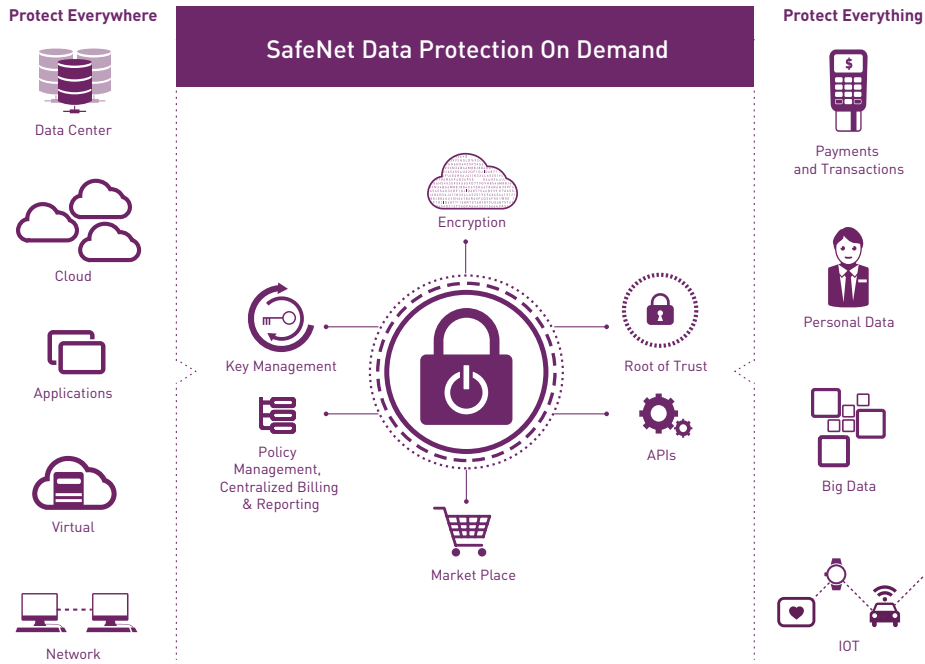 Protect Everywhere
Data Center
Cloud
Applications
Virtual
Network
SafeNet Data Protection On Demand
Encryption
Key Management
Root of Trust
Policy
Management,
Centralized Billing
& Reporting
APIs
Market Place
Protect Everything
$
Payments
and Transactions
Personal Data
Big Data
IOT